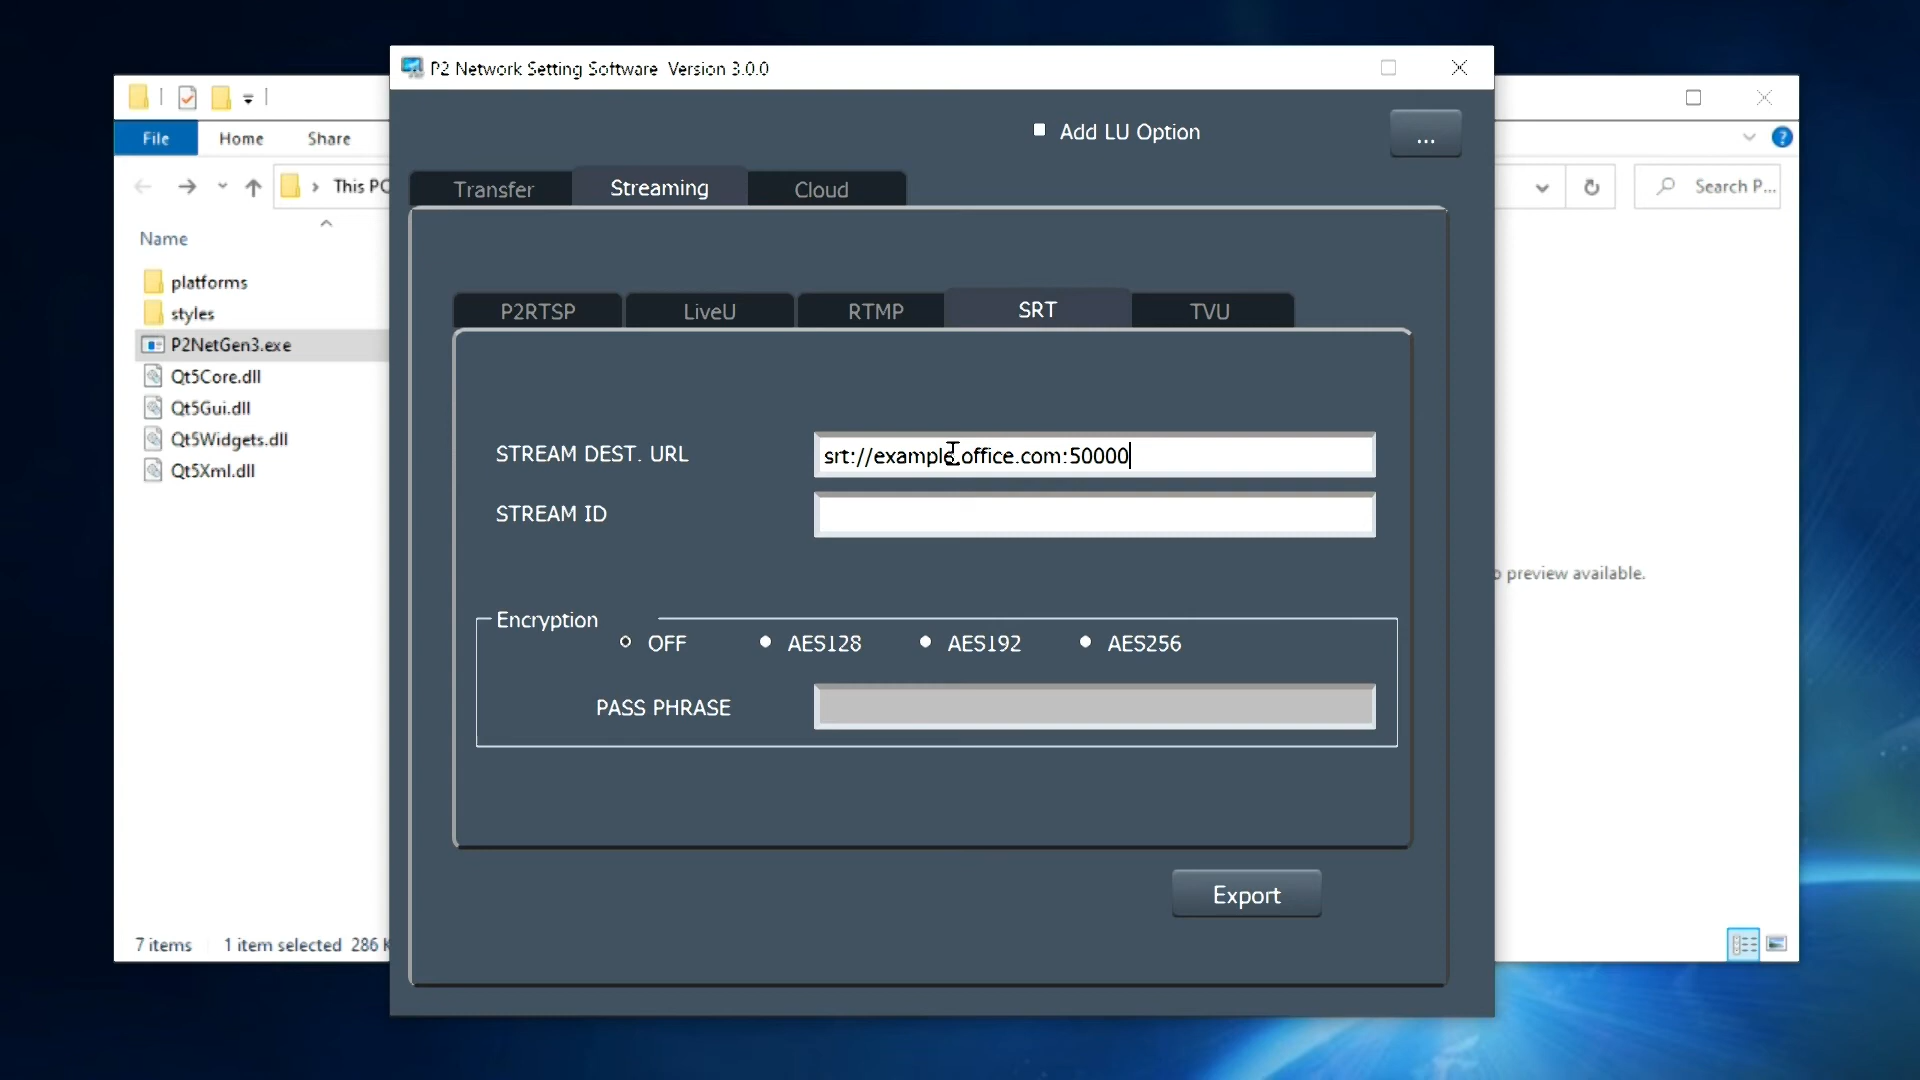 P2 Network Setting Software Version 3.0.0
File Home Share
Add LU Option
...
This PC
Search P...
Transfer Streaming Cloud
Name
platforms
styles
P2NetGen3.exe
Qt5Core.dll
Qt5Gui.dll
Qt5Widgets.dll
Qt5Xml.dll
P2RTSP LiveU RTMP SRT TVU
STREAM DEST. URL srt://example.office.com:50000
STREAM ID
preview available.
Encryption
OFF AES128 AES192 AES256
PASS PHRASE
Export
7 items 1 item selected 286 K